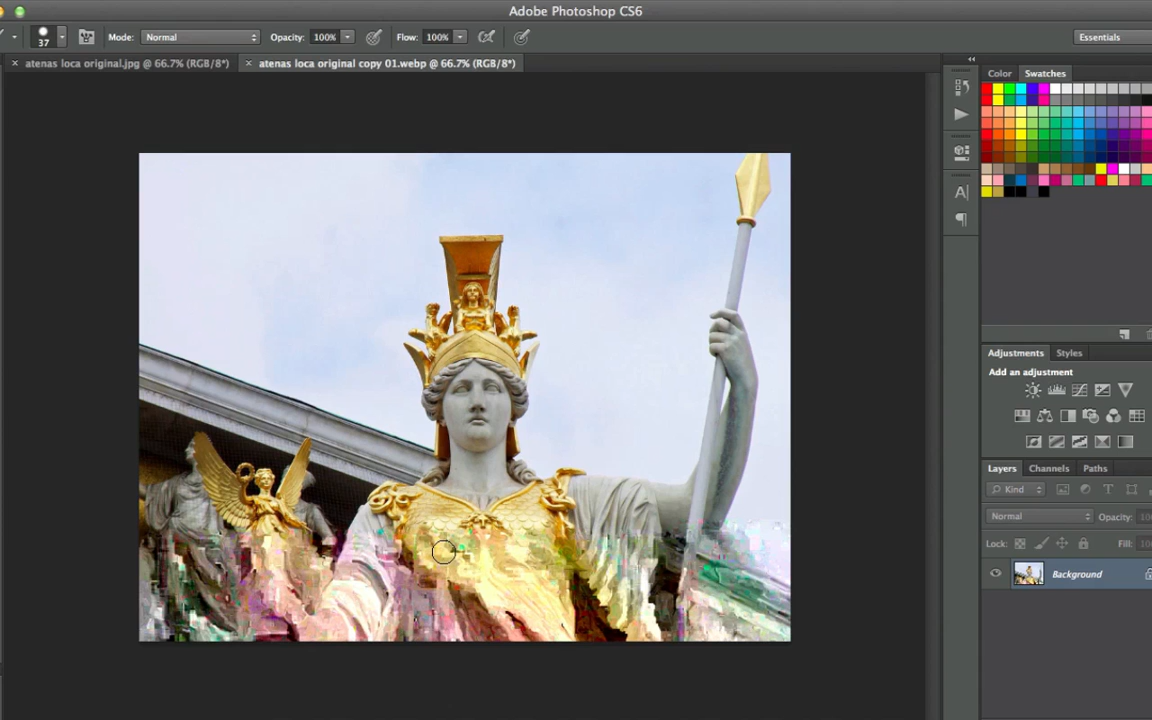 Adobe Photoshop CS6
37
Mode: Normal
Opacity: 100%
Flow: 100%
Essentials
× atenas loca original.jpg @ 66.7% (RGB/8*)
× atenas loca original copy 01.webp @ 66.7% (RGB/8*)
Color
Swatches
A
Adjustments
Styles
Add an adjustment
Layers
Channels
Paths
Kind
T
Normal
Opacity:
Lock:
Fill:
Background